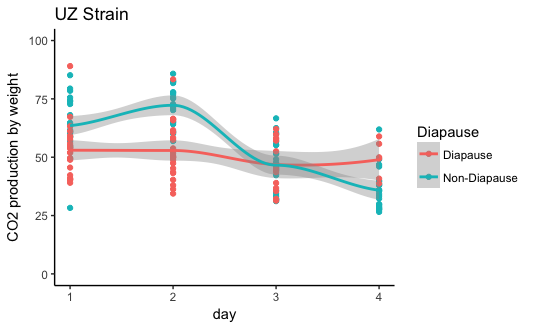 UZ Strain
100
75
50
25
0
CO2 production by weight
1 2 3 4
day
Diapause
Diapause
Non-Diapause